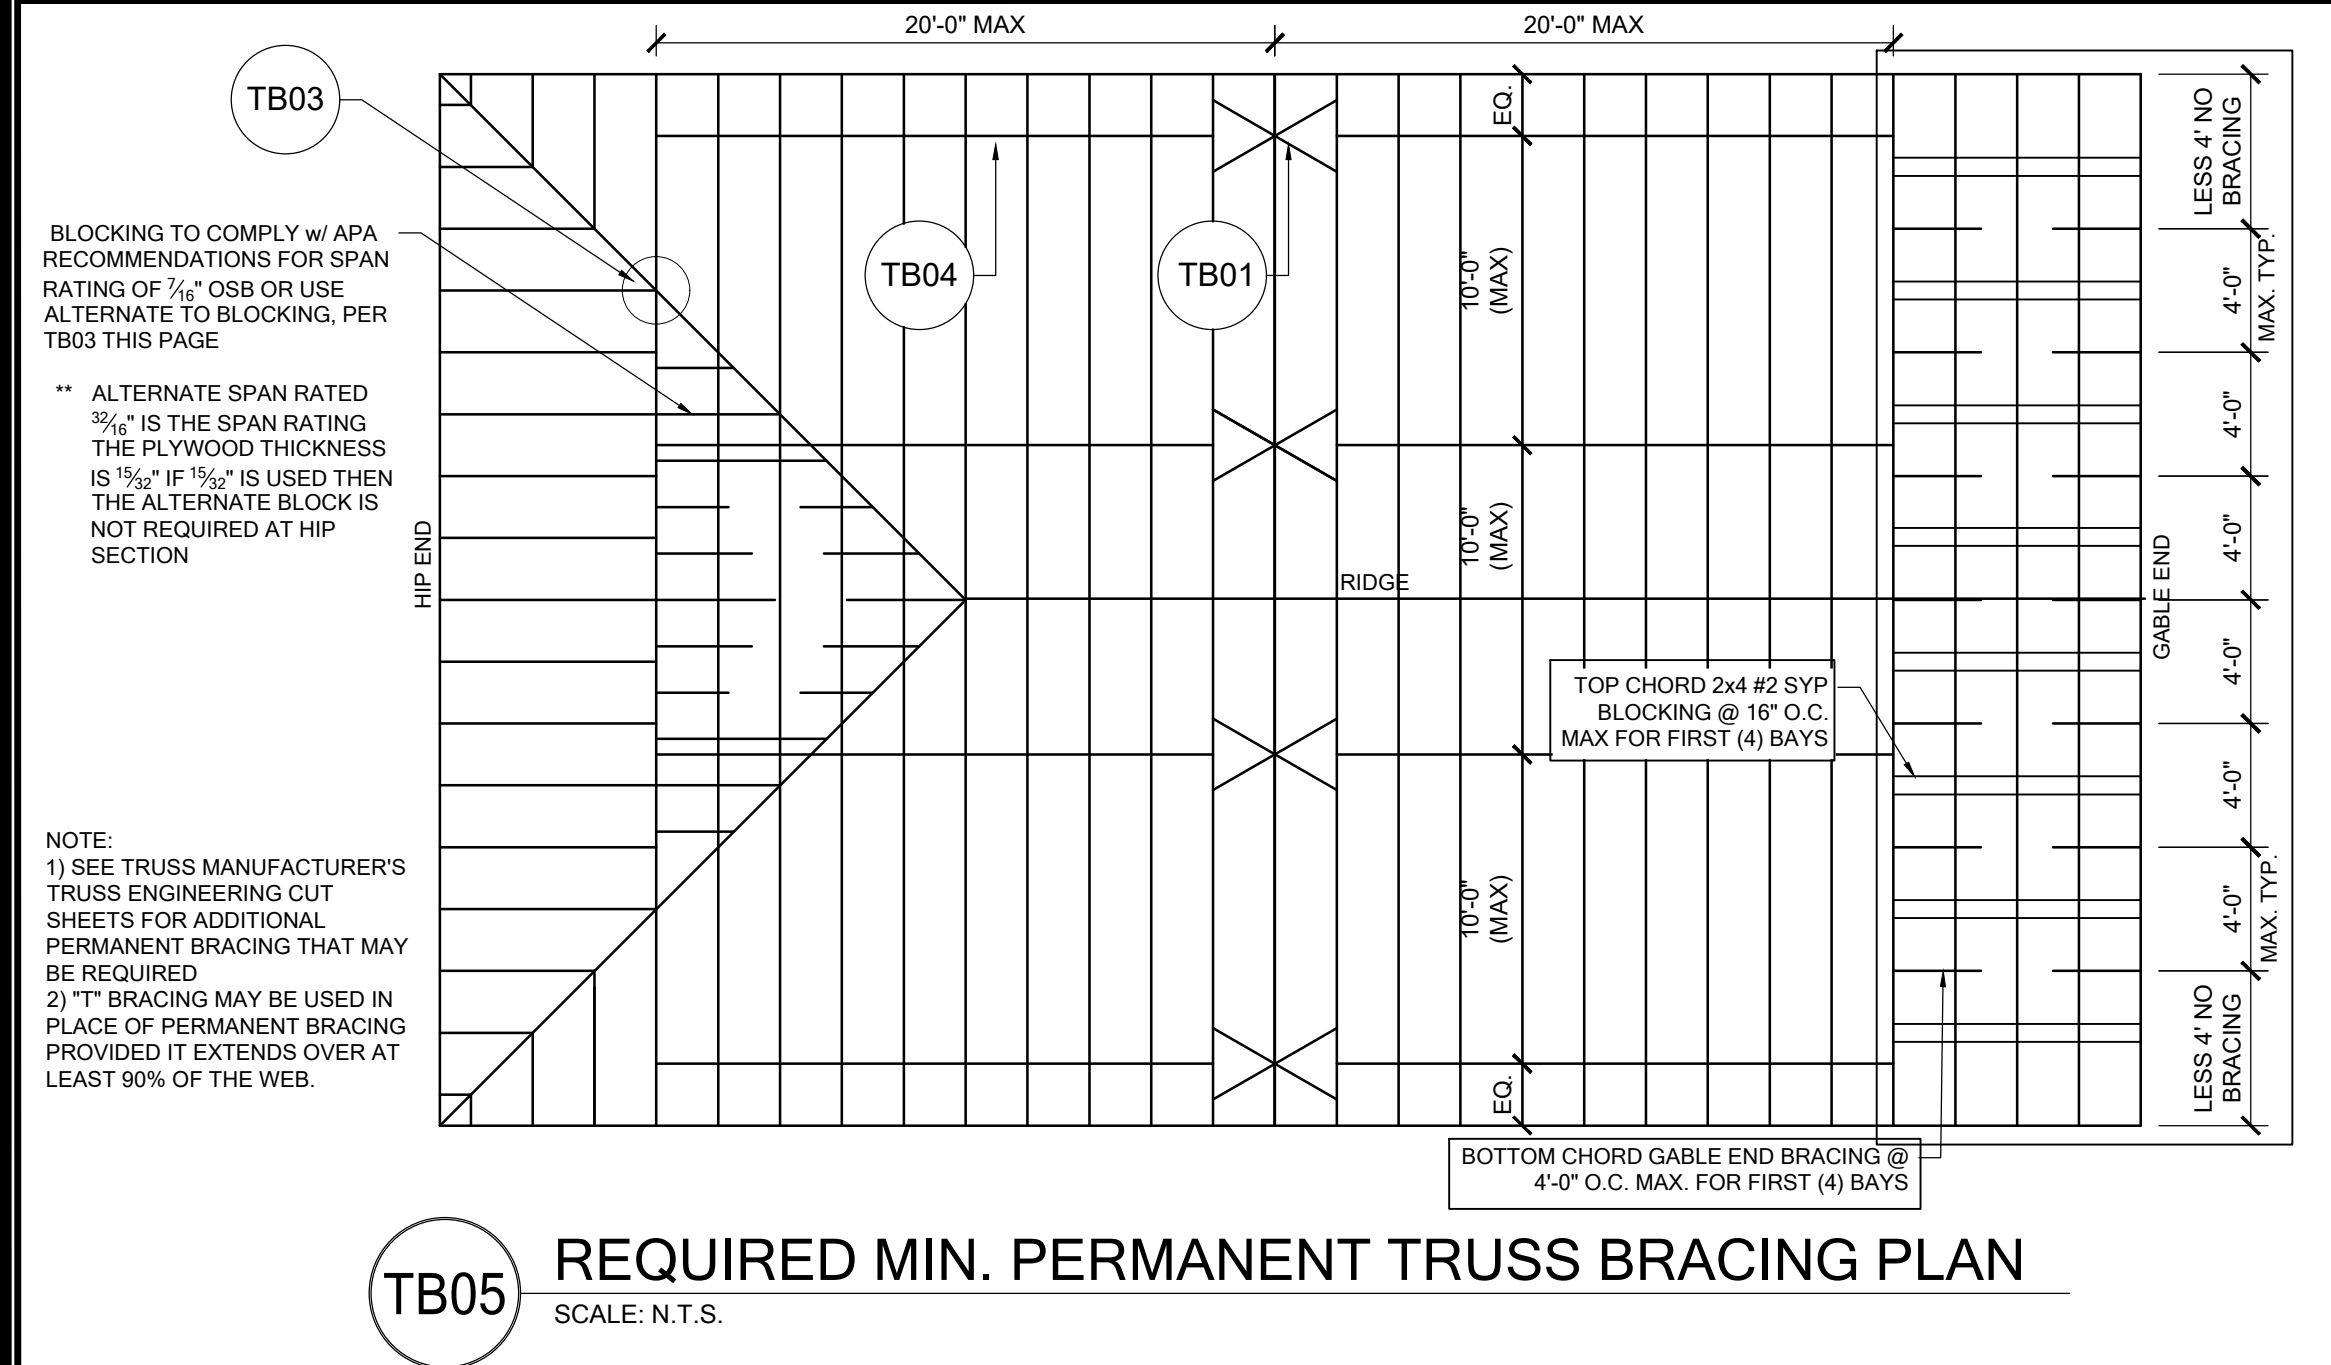 20'-0" MAX
20'-0" MAX
TB03
BLOCKING TO COMPLY w/ APA
RECOMMENDATIONS FOR SPAN
RATING OF 7/16" OSB OR USE
ALTERNATE TO BLOCKING, PER
TB03 THIS PAGE
** ALTERNATE SPAN RATED
32/16" IS THE SPAN RATING
THE PLYWOOD THICKNESS
IS 15/32" IF 15/32" IS USED THEN
THE ALTERNATE BLOCK IS
NOT REQUIRED AT HIP
SECTION
NOTE:
1) SEE TRUSS MANUFACTURER'S
TRUSS ENGINEERING CUT
SHEETS FOR ADDITIONAL
PERMANENT BRACING THAT MAY
BE REQUIRED
2) "T" BRACING MAY BE USED IN
PLACE OF PERMANENT BRACING
PROVIDED IT EXTENDS OVER AT
LEAST 90% OF THE WEB.
HIP END
TB04
TB01
RIDGE
EQ.
10'-0"
(MAX)
10'-0"
(MAX)
10'-0"
(MAX)
EQ.
TOP CHORD 2x4 #2 SYP
BLOCKING @ 16" O.C.
MAX FOR FIRST (4) BAYS
BOTTOM CHORD GABLE END BRACING @
4'-0" O.C. MAX. FOR FIRST (4) BAYS
GABLE END
LESS 4' NO
BRACING
4'-0"
MAX. TYP.
4'-0"
4'-0"
4'-0"
4'-0"
4'-0"
MAX. TYP.
LESS 4' NO
BRACING
TB05
REQUIRED MIN. PERMANENT TRUSS BRACING PLAN
SCALE: N.T.S.